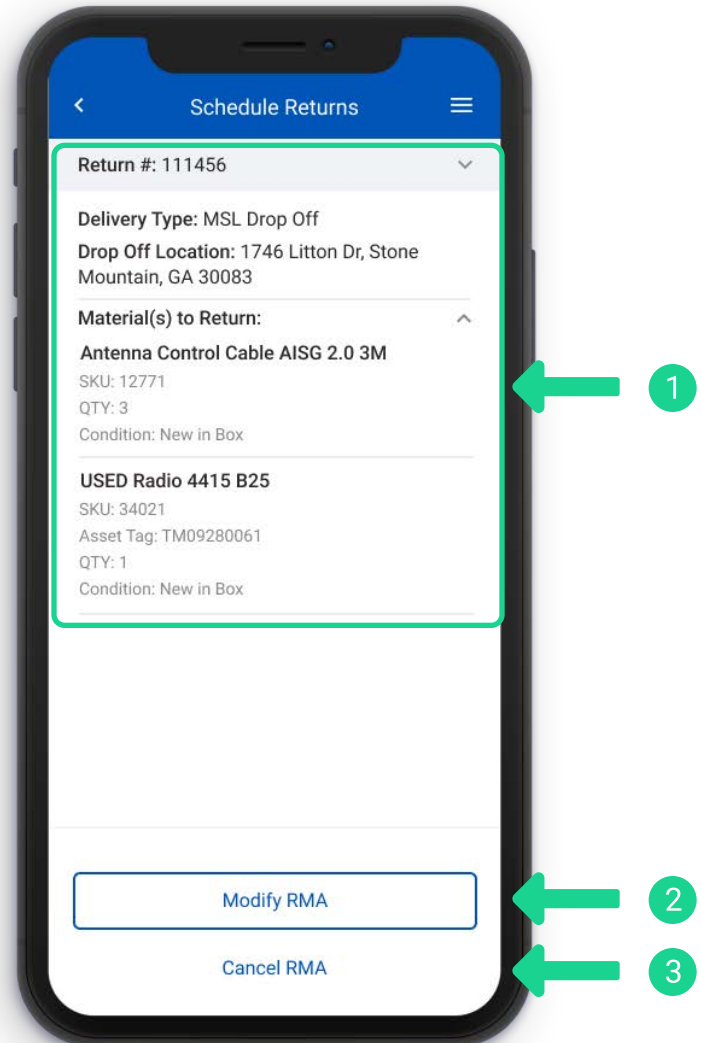 Schedule Returns
Return #: 111456
Delivery Type: MSL Drop Off
Drop Off Location: 1746 Litton Dr, Stone
Mountain, GA 30083
Material(s) to Return:
Antenna Control Cable AISG 2.0 3M
SKU: 12771
QTY: 3
Condition: New in Box
1
USED Radio 4415 B25
SKU: 34021
Asset Tag: TM09280061
QTY: 1
Condition: New in Box
Modify RMA
2
Cancel RMA
3